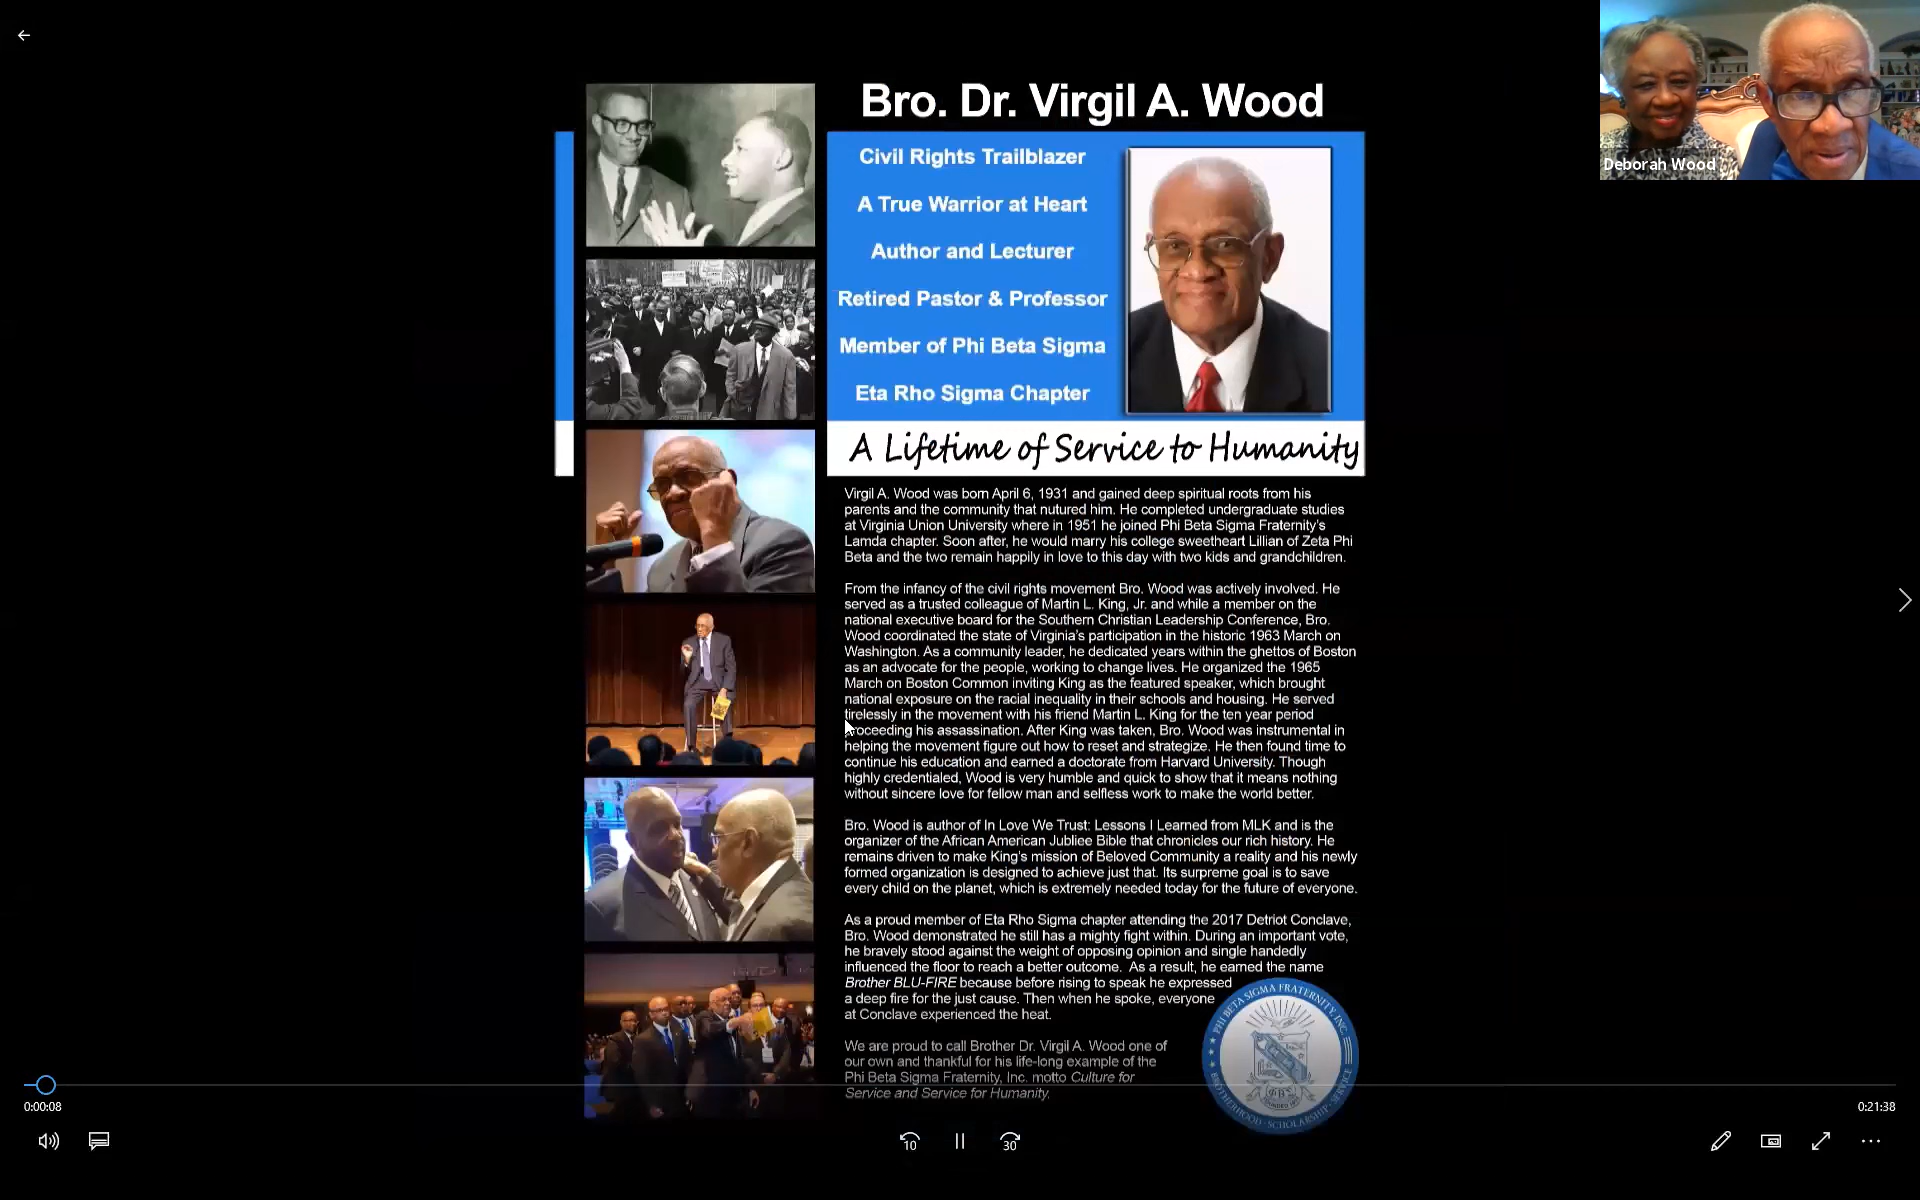 Bro. Dr. Virgil A. Wood
Deborah Wood
Civil Rights Trailblazer
A True Warrior at Heart
Author and Lecturer
Retired Pastor & Professor
Member of Phi Beta Sigma
Eta Rho Sigma Chapter
A Lifetime of Service to Humanity
Virgil A. Wood was born April 6, 1931 and gained deep spiritual roots from his
parents and the community that nutured him. He completed undergraduate studies
at Virginia Union University where in 1951 he joined Phi Beta Sigma Fraternity's
Lamda chapter. Soon after, he would marry his college sweetheart Lillian of Zeta Phi
Beta and the two remain happily in love to this day with two kids and grandchildren.
From the infancy of the civil rights movement Bro. Wood was actively involved. He
served as a trusted colleague of Martin L. King, Jr. and while a member on the
national executive board for the Southern Christian Leadership Conference, Bro.
Wood coordinated the state of Virginia's participation in the historic 1963 March on
Washington. As a community leader, he dedicated years within the ghettos of Boston
as an advocate for the people, working to change lives. He organized the 1965
March on Boston Common inviting King as the featured speaker, which brought
national exposure on the racial inequality in their schools and housing. He served
tirelessly in the movement with his friend Martin L. King for the ten year period
proceeding his assassination. After King was taken, Bro. Wood was instrumental in
helping the movement figure out how to reset and strategize. He then found time to
continue his education and earned a doctorate from Harvard University. Though
highly credentialed, Wood is very humble and quick to show that it means nothing
without sincere love for fellow man and selfless work to make the world better.
Bro. Wood is author of In Love We Trust: Lessons I Learned from MLK and is the
organizer of the African American Jubliee Bible that chronicles our rich history. He
remains driven to make King's mission of Beloved Community a reality and his newly
formed organization is designed to achieve just that. Its surpreme goal is to save
every child on the planet, which is extremely needed today for the future of everyone.
As a proud member of Eta Rho Sigma chapter attending the 2017 Detriot Conclave,
Bro. Wood demonstrated he still has a mighty fight within. During an important vote,
he bravely stood against the weight of opposing opinion and single handedly
influenced the floor to reach a better outcome. As a result, he earned the name
Brother BLU-FIRE because before rising to speak he expressed
a deep fire for the just cause. Then when he spoke, everyone
at Conclave experienced the heat.
We are proud to call Brother Dr. Virgil A. Wood one of
our own and thankful for his life-long example of the
Phi Beta Sigma Fraternity, Inc. motto Culture for
Service and Service for Humanity.
PHI BETA SIGMA FRATERNITY, INC.
BROTHERHOOD · SCHOLARSHIP · SERVICE
0:00:08
0:21:38
10
30